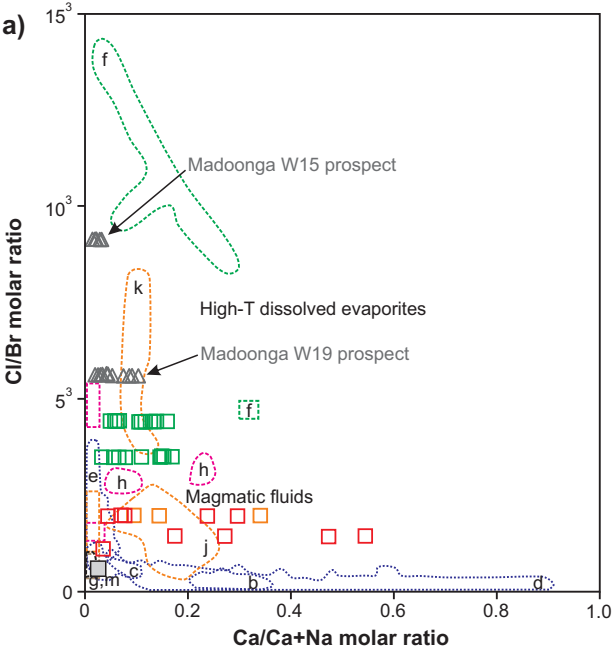 a)
15³
f
Madoonga W15 prospect
10³
k
High-T dissolved evaporites
Madoonga W19 prospect
5³
f
e
h
h
Magmatic fluids
j
c
g,m
b
d
0
0
0.2
0.4
0.6
0.8
1.0
Cl/Br molar ratio
Ca/Ca+Na molar ratio